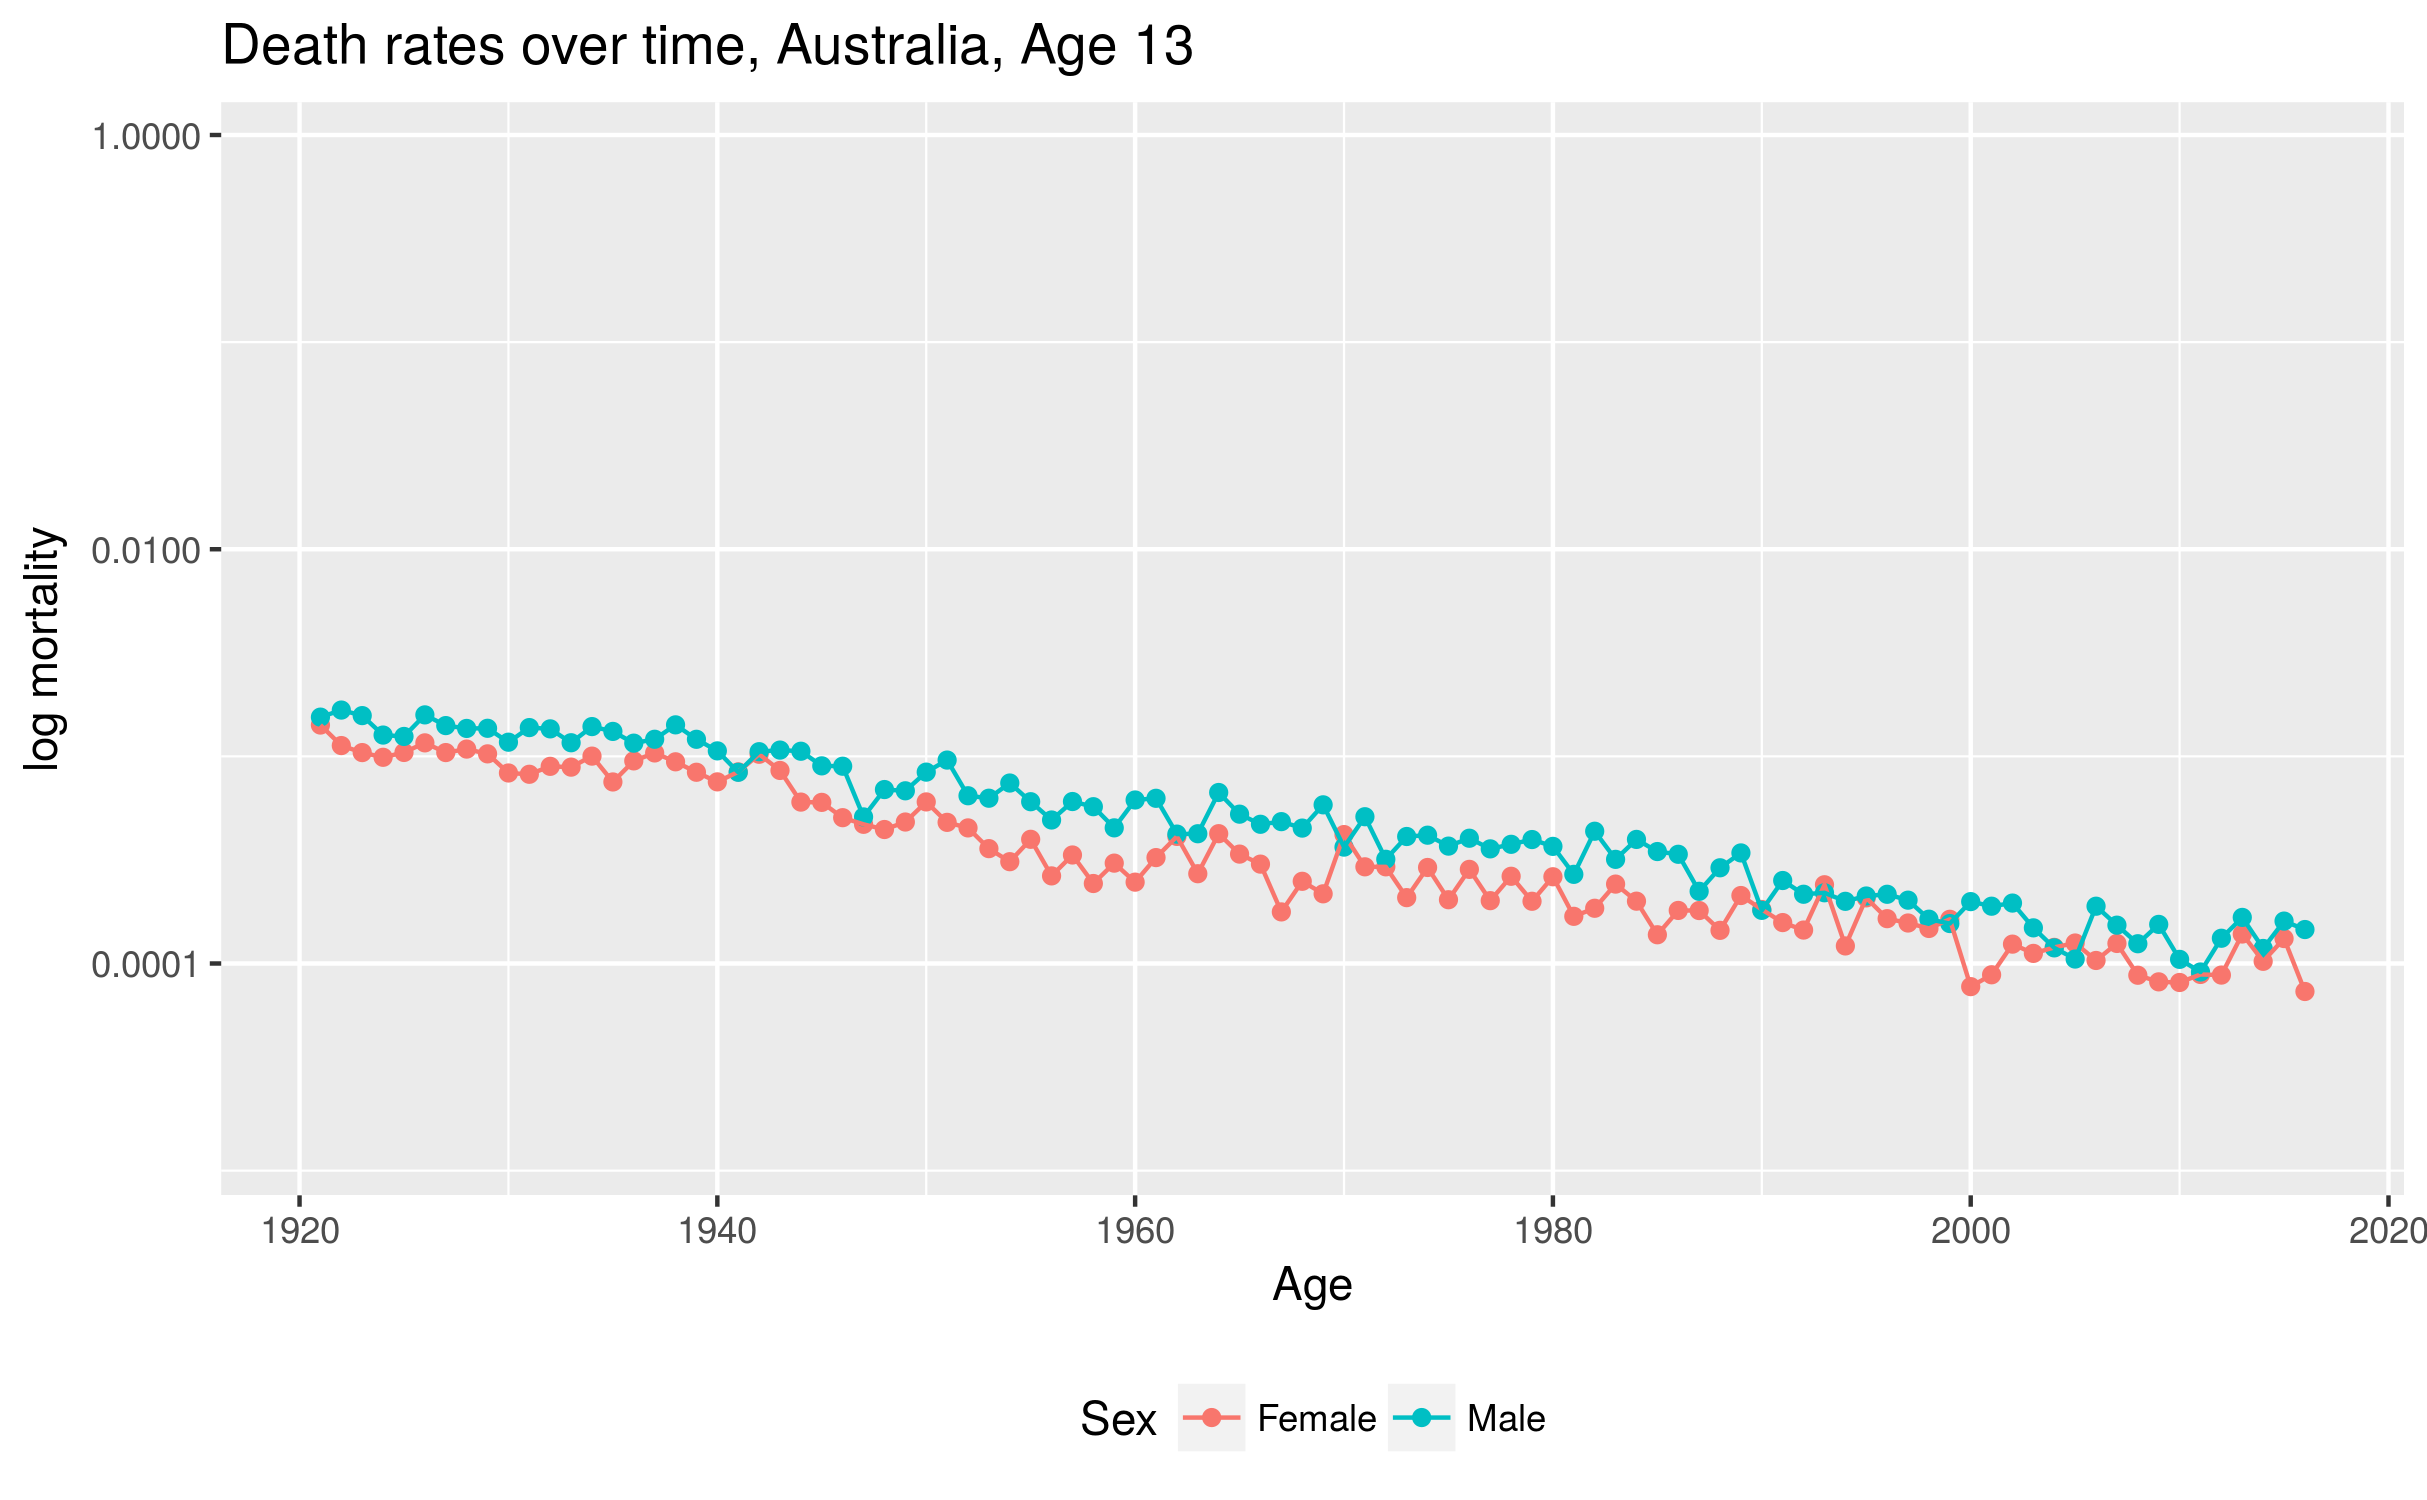 Death rates over time, Australia, Age 13
log mortality
1.0000
0.0100
0.0001
1920 1940 1960 1980 2000 2020
Age
Sex Female Male